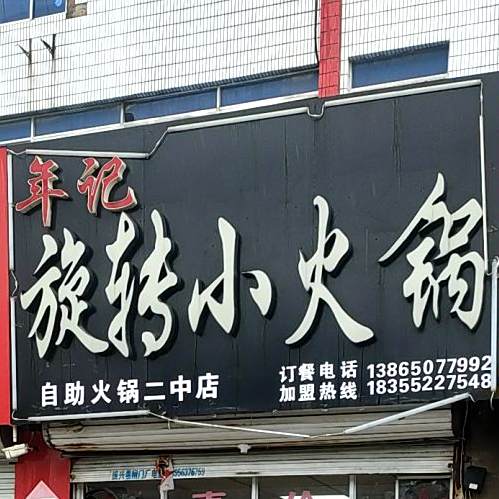 年记
旋转小火锅
自助火锅二中店
订餐电话 13865077992
加盟热线 18355227548